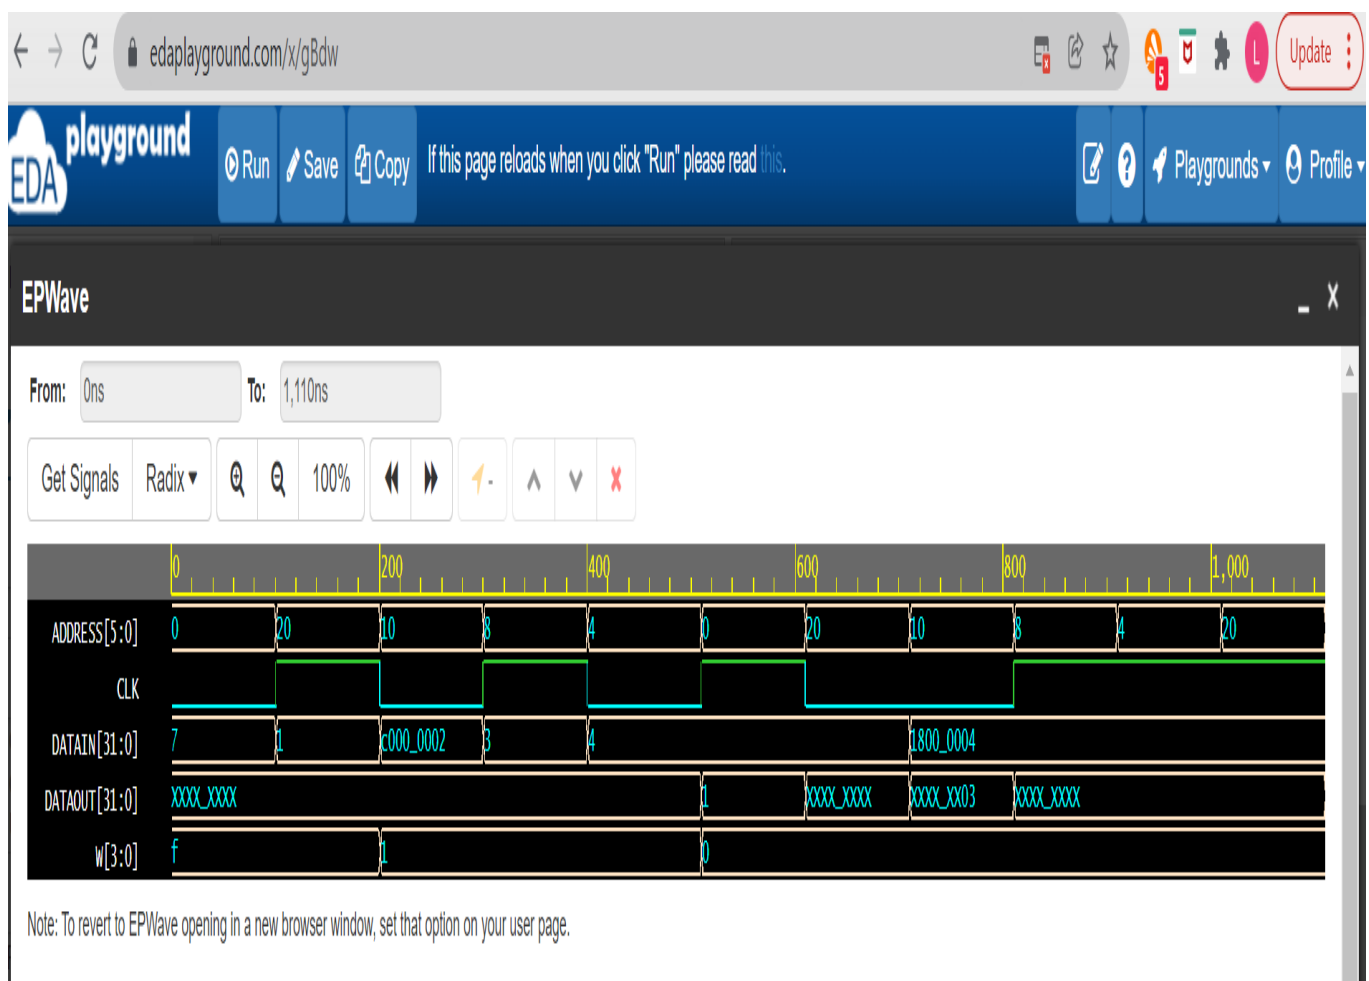 edaplayground.com/x/gBdw
5
L
Update
EDA playground
Run
Save
Copy
If this page reloads when you click "Run" please read this.
Playgrounds
Profile
EPWave
From: 0ns To: 1,110ns
Get Signals Radix 100% -
0 200 400 600 800 1,000
ADDRESS[5:0] 0 20 10 8 4 0 20 10 8 4 20
CLK
DATAIN[31:0] 7 1 c000_0002 3 4 1800_0004
DATAOUT[31:0] XXXX_XXXX 1 XXXX_XXXX XXXX_XX03 XXXX_XXXX
W[3:0] f 1 0
Note: To revert to EPWave opening in a new browser window, set that option on your user page.